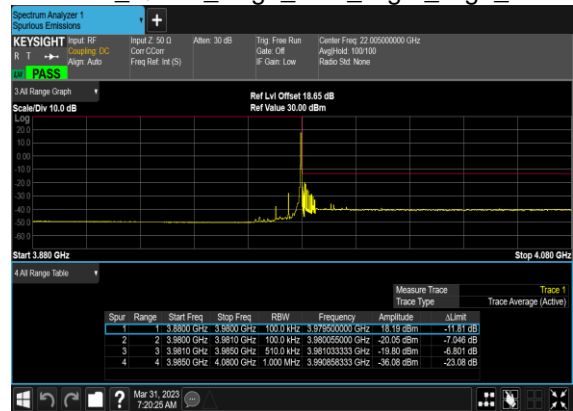 Spectrum Analyzer 1
Spurious Emissions
+
KEYSIGHT Input: RF Input Z: 50 Ω Atten: 30 dB Trig: Free Run Center Freq: 22.005000000 GHz
R T Coupling: DC Corr CCorr Gate: Off Avg|Hold: 100/100
Align: Auto Freq Ref: Int (S) IF Gain: Low Radio Std: None
PASS
3 All Range Graph
Ref Lvl Offset 18.65 dB
Scale/Div 10.0 dB Ref Value 30.00 dBm
Log
20.0
10.0
0.00
-10.0
-20.0
-30.0
-40.0
-50.0
-60.0
Start 3.880 GHz Stop 4.080 GHz
4 All Range Table
Measure Trace Trace 1
Trace Type Trace Average (Active)
Spur Range Start Freq Stop Freq RBW Frequency Amplitude ΔLimit
1 1 3.8800 GHz 3.9800 GHz 100.0 kHz 3.979500000 GHz 18.19 dBm -11.81 dB
2 2 3.9800 GHz 3.9810 GHz 100.0 kHz 3.980055000 GHz -20.05 dBm -7.046 dB
3 3 3.9810 GHz 3.9850 GHz 510.0 kHz 3.981033333 GHz -19.80 dBm -6.801 dB
4 4 3.9850 GHz 4.0800 GHz 1.000 MHz 3.990858333 GHz -36.08 dBm -23.08 dB
? Mar 31, 2023
7:20:25 AM